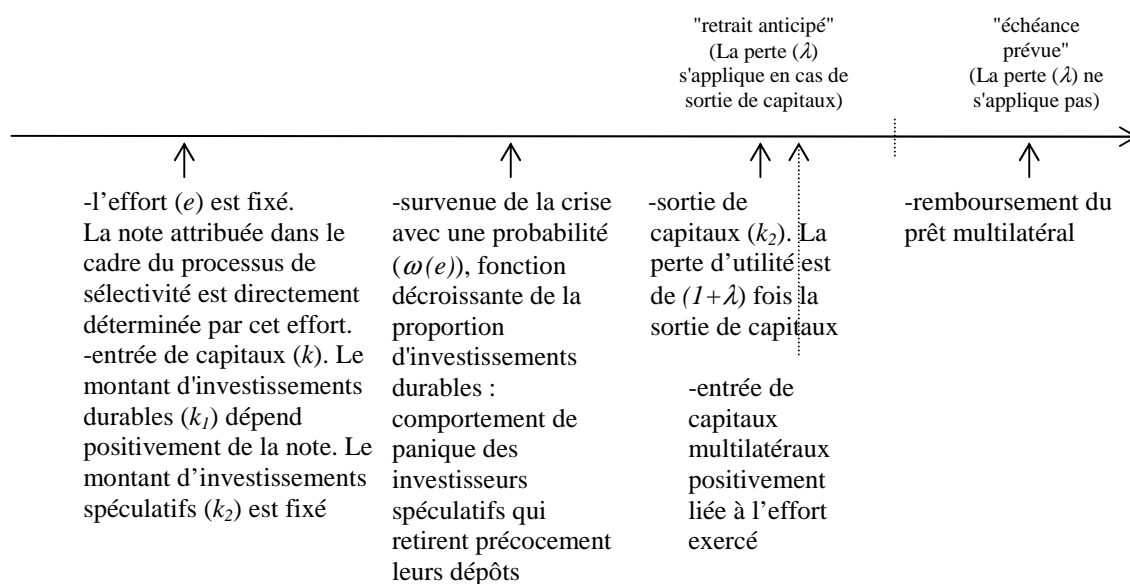 "retrait anticipé"
(La perte (λ)
s'applique en cas de
sortie de capitaux)
"échéance
prévue"
(La perte (λ) ne
s'applique pas)
-l’effort (e) est fixé.
La note attribuée dans le
cadre du processus de
sélectivité est directement
déterminée par cet effort.
-entrée de capitaux (k). Le
montant d'investissements
durables (k₁) dépend
positivement de la note. Le
montant d’investissements
spéculatifs (k₂) est fixé
-survenue de la crise
avec une probabilité
(ω(e)), fonction
décroissante de la
proportion
d'investissements
durables :
comportement de
panique des
investisseurs
spéculatifs qui
retirent précocement
leurs dépôts
-sortie de
capitaux (k₂). La
perte d’utilité est
de (1+λ) fois la
sortie de capitaux
-entrée de
capitaux
multilatéraux
positivement
liée à l’effort
exercé
-remboursement du
prêt multilatéral